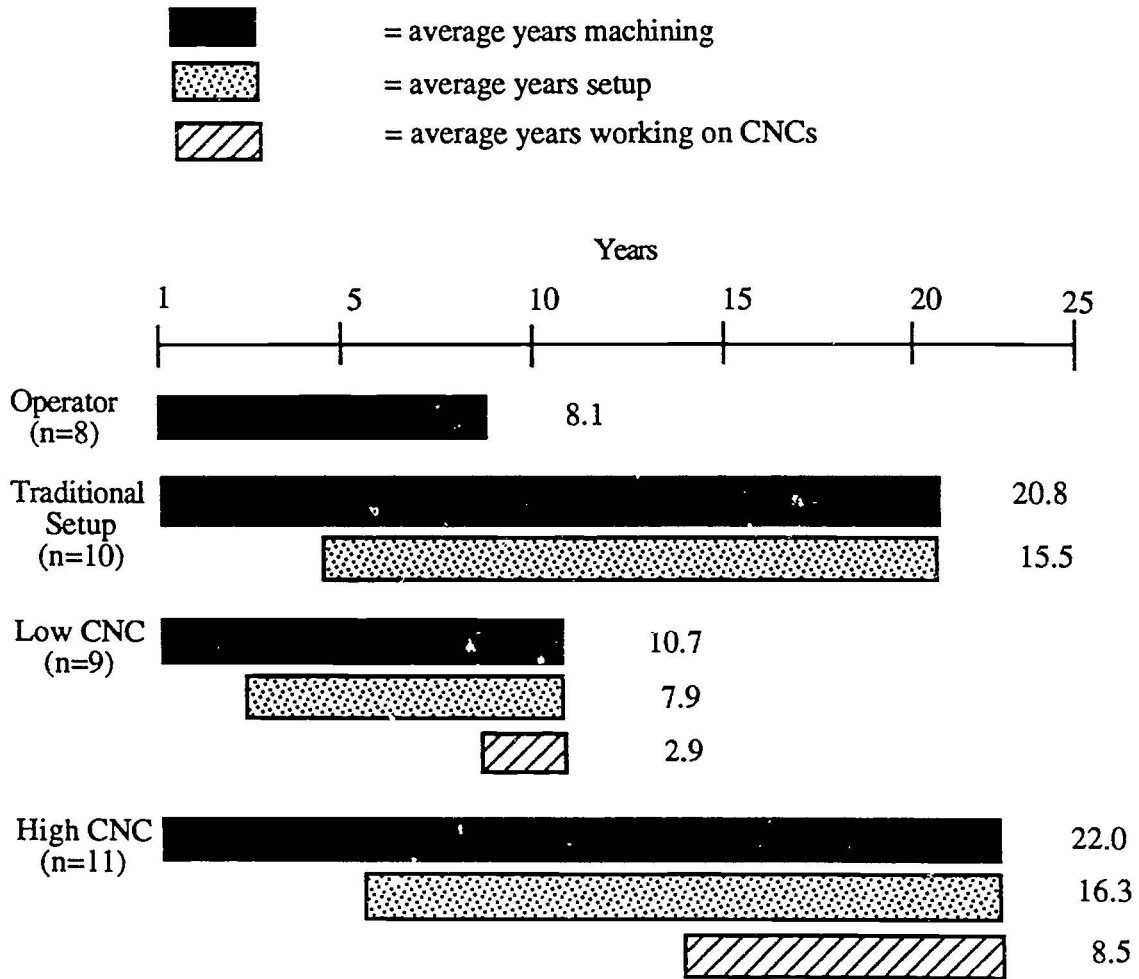 = average years machining
= average years setup
= average years working on CNCs
Years
1 5 10 15 20 25
Operator
(n=8)
8.1
Traditional
Setup
(n=10)
20.8
15.5
Low CNC
(n=9)
10.7
7.9
2.9
High CNC
(n=11)
22.0
16.3
8.5